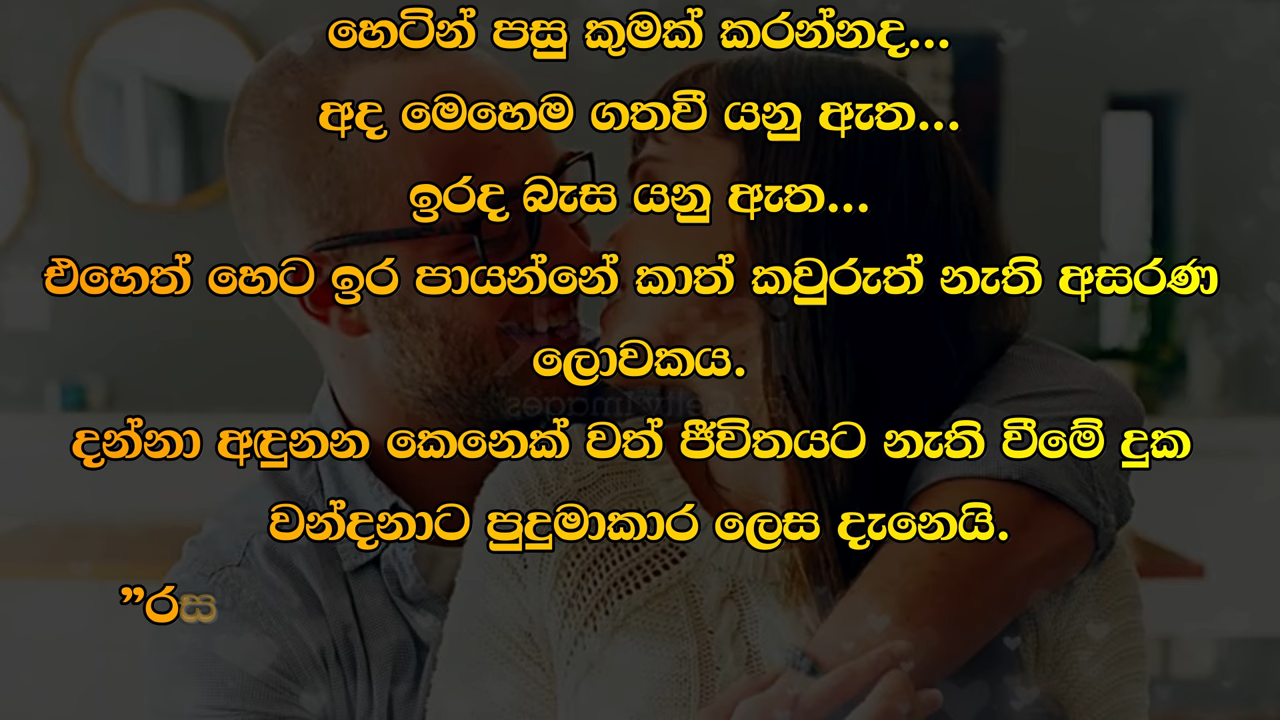 හෙටින් පසු කුමක් කරන්නද...
අද මෙහෙම ගතවී යනු ඇත...
ඉරද බැස යනු ඇත...
එහෙත් හෙට ඉර පායන්නේ කාත් කවුරුත් නැති අසරණ
ලොවකය.
දන්නා අඳුනන කෙනෙක් වත් ජීවිතයට නැති වීමේ දුක
වන්දනාට පුදුමාකාර ලෙස දැනෙයි.
”රස